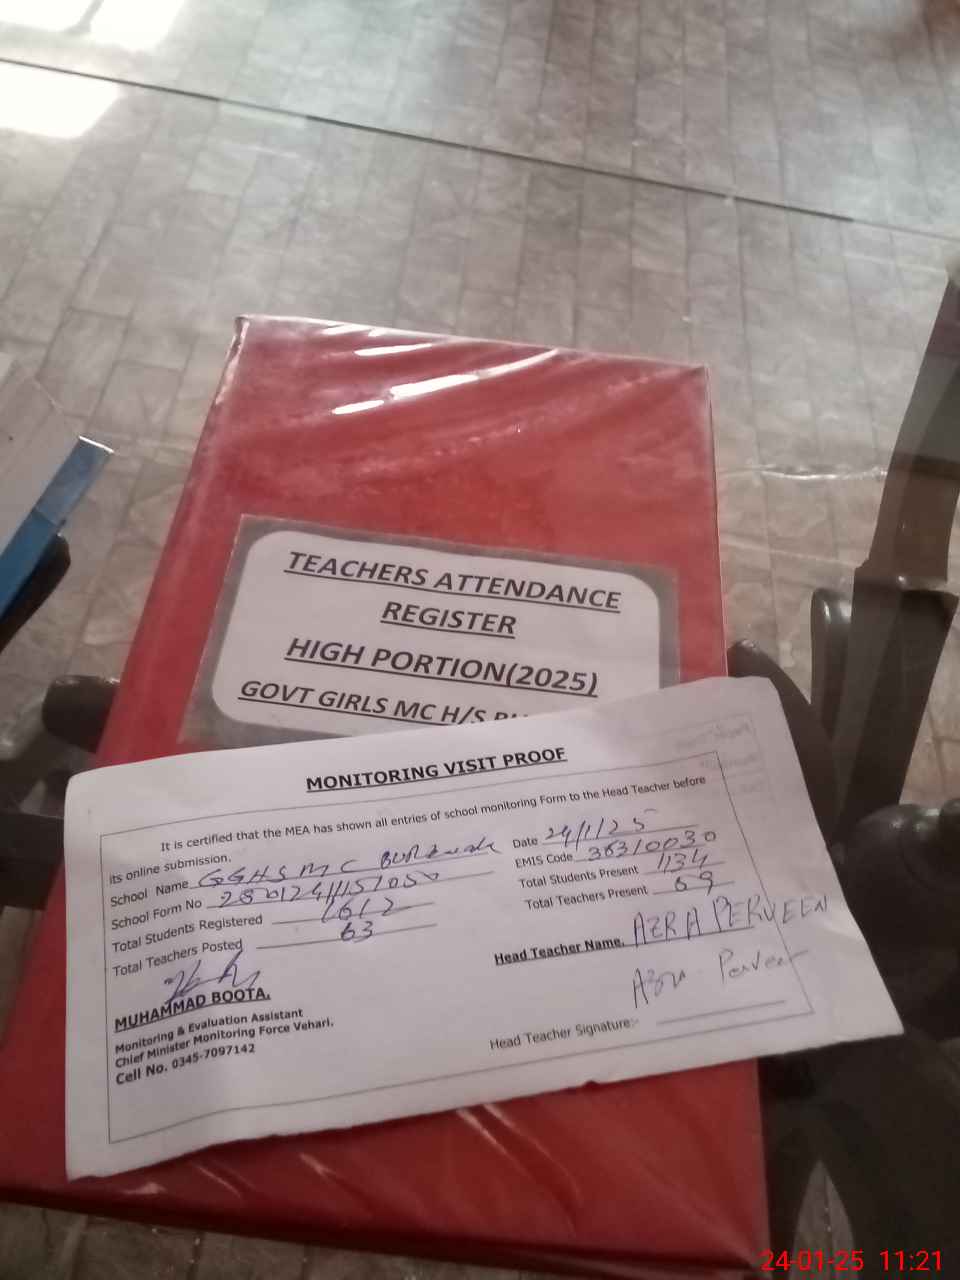 TEACHERS ATTENDANCE
REGISTER
HIGH PORTION(2025)
GOVT GIRLS MC H/S
MONITORING VISIT PROOF
It is certified that the MEA has shown all entries of school monitoring Form to the Head Teacher before
its online submission.
School Name GGHS MC
School Form No
Total Students Registered 1612
Total Teachers Posted 63
Date 24/1/25
EMIS Code 36310030
Total Students Present 1134
Total Teachers Present
Head Teacher Name. AZRA PERVEEN
Azra Perveen
MUHAMMAD BOOTA.
Monitoring & Evaluation Assistant
Chief Minister Monitoring Force Vehari.
Cell No. 0345-7097142
Head Teacher Signature:-
24-01-25 11:21